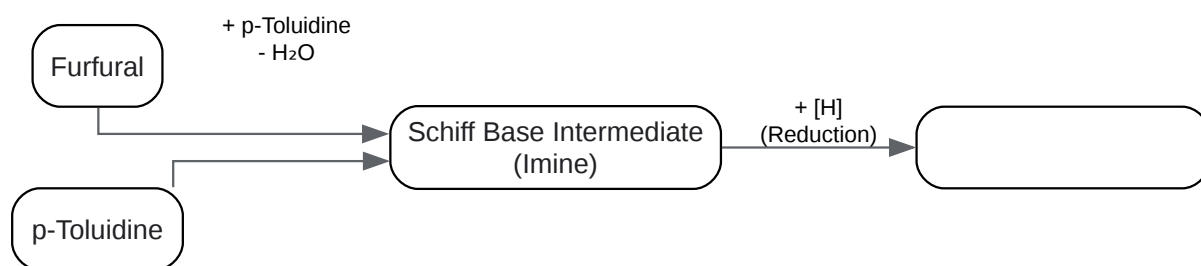 + p-Toluidine
- H₂O
Furfural
p-Toluidine
Schiff Base Intermediate
(Imine)
+ [H]
(Reduction)